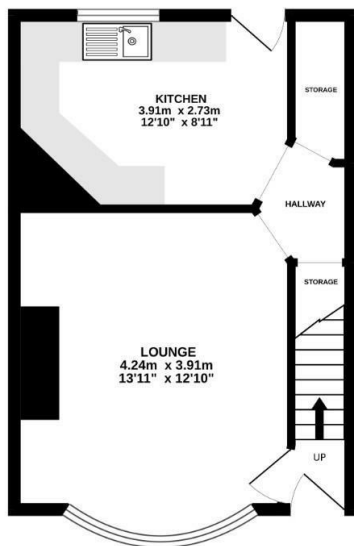 KITCHEN
3.91m x 2.73m
12'10" x 8'11"
STORAGE
HALLWAY
STORAGE
LOUNGE
4.24m x 3.91m
13'11" x 12'10"
UP